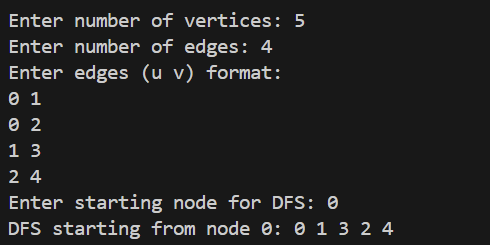 Enter number of vertices: 5
Enter number of edges: 4
Enter edges (u v) format:
0 1
0 2
1 3
2 4
Enter starting node for DFS: 0
DFS starting from node 0: 0 1 3 2 4